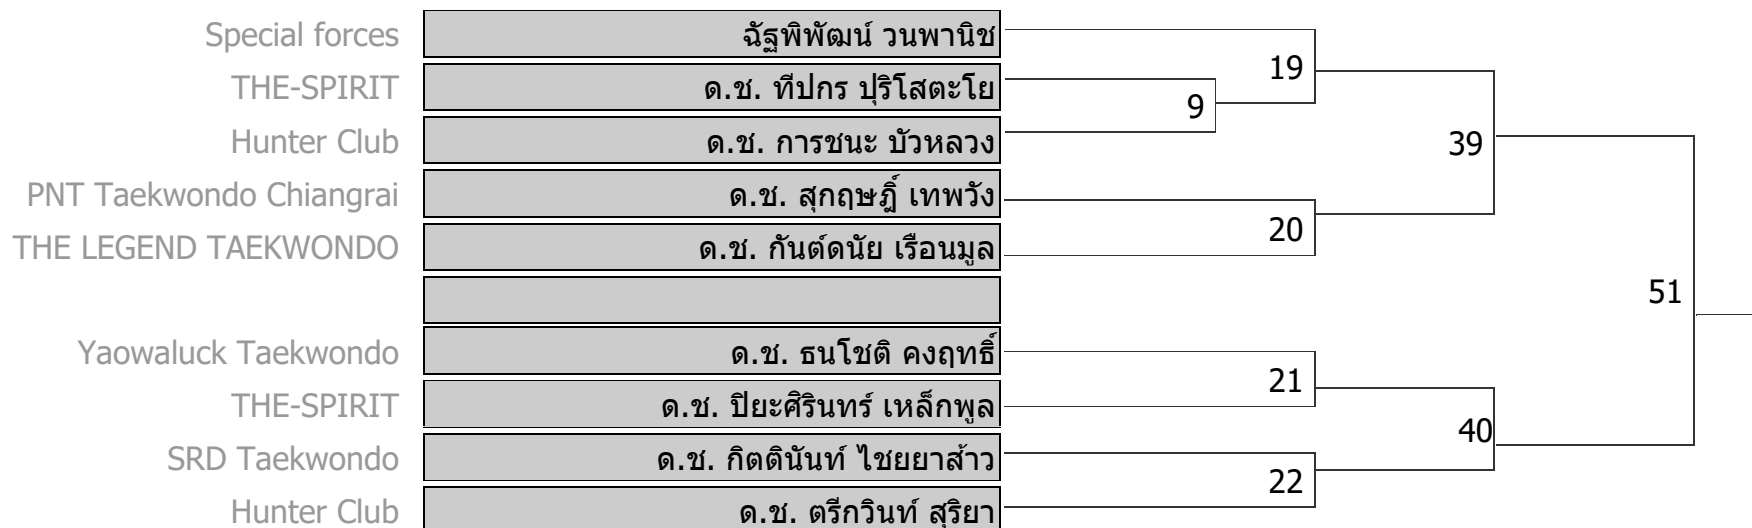 Special forces ฉัฐพิพัฒน์ วนพานิช
THE-SPIRIT ด.ช. ทีปกร ปุริโสตะโย
Hunter Club ด.ช. การชนะ บัวหลวง
PNT Taekwondo Chiangrai ด.ช. สุกฤษฎิ์ เทพวัง
THE LEGEND TAEKWONDO ด.ช. กันต์ดนัย เรือนมูล
Yaowaluck Taekwondo ด.ช. ธนโชติ คงฤทธิ์
THE-SPIRIT ด.ช. ปิยะศิรินทร์ เหล็กพูล
SRD Taekwondo ด.ช. กิตตินันท์ ไชยยาส้าว
Hunter Club ด.ช. ตรีกวินท์ สุริยา
9
19
20
21
22
39
40
51